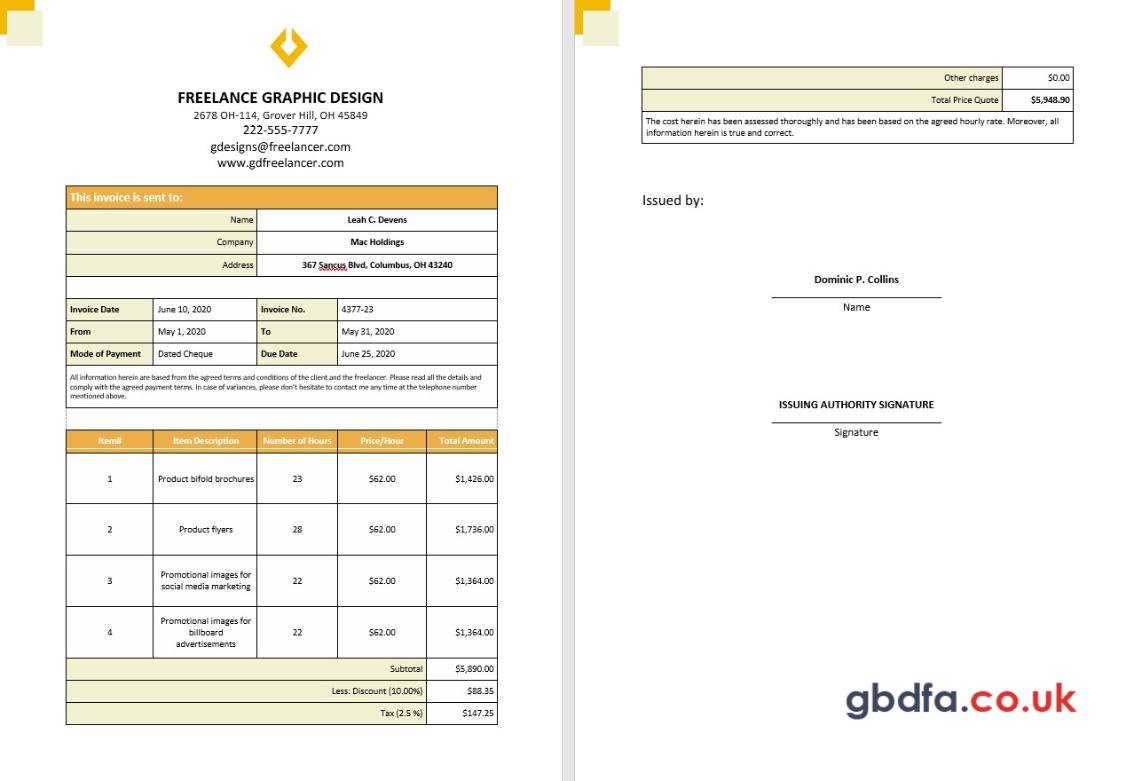 FREELANCE GRAPHIC DESIGN
2678 OH-114, Grover Hill, OH 45849
222-555-7777
gdesigns@freelancer.com
www.gdfreelancer.com
This invoice is sent to:
Name Leah C. Devens
Company Mac Holdings
Address 367 Sancus Blvd, Columbus, OH 43240
Invoice Date June 10, 2020 Invoice No. 4377-23
From May 1, 2020 To May 31, 2020
Mode of Payment Dated Cheque Due Date June 25, 2020
All information herein are based from the agreed terms and conditions of the client and the freelancer. Please read all the details and
comply with the agreed payment terms. In case of variances, please don't hesitate to contact me any time at the telephone number
mentioned above.
Item# Item Description Number of Hours Price/Hour Total Amount
1 Product bifold brochures 23 $62.00 $1,426.00
2 Product flyers 28 $62.00 $1,736.00
3 Promotional images for social media marketing 22 $62.00 $1,364.00
4 Promotional images for billboard advertisements 22 $62.00 $1,364.00
Subtotal $5,890.00
Less: Discount (10.00%) $88.35
Tax (2.5 %) $147.25
Other charges $0.00
Total Price Quote $5,948.90
The cost herein has been assessed thoroughly and has been based on the agreed hourly rate. Moreover, all
information herein is true and correct.
Issued by:
Dominic P. Collins
Name
ISSUING AUTHORITY SIGNATURE
Signature
gbdfa.co.uk